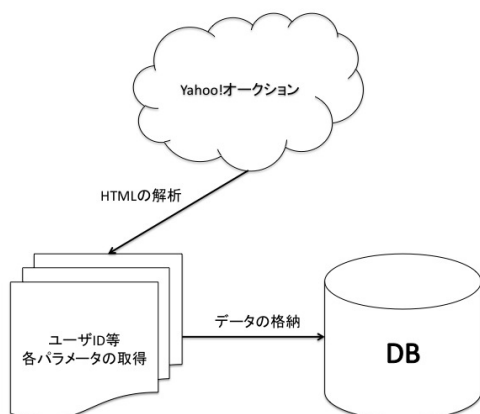 Yahoo!オークション
HTMLの解析
ユーザID等
各パラメータの取得
データの格納
DB